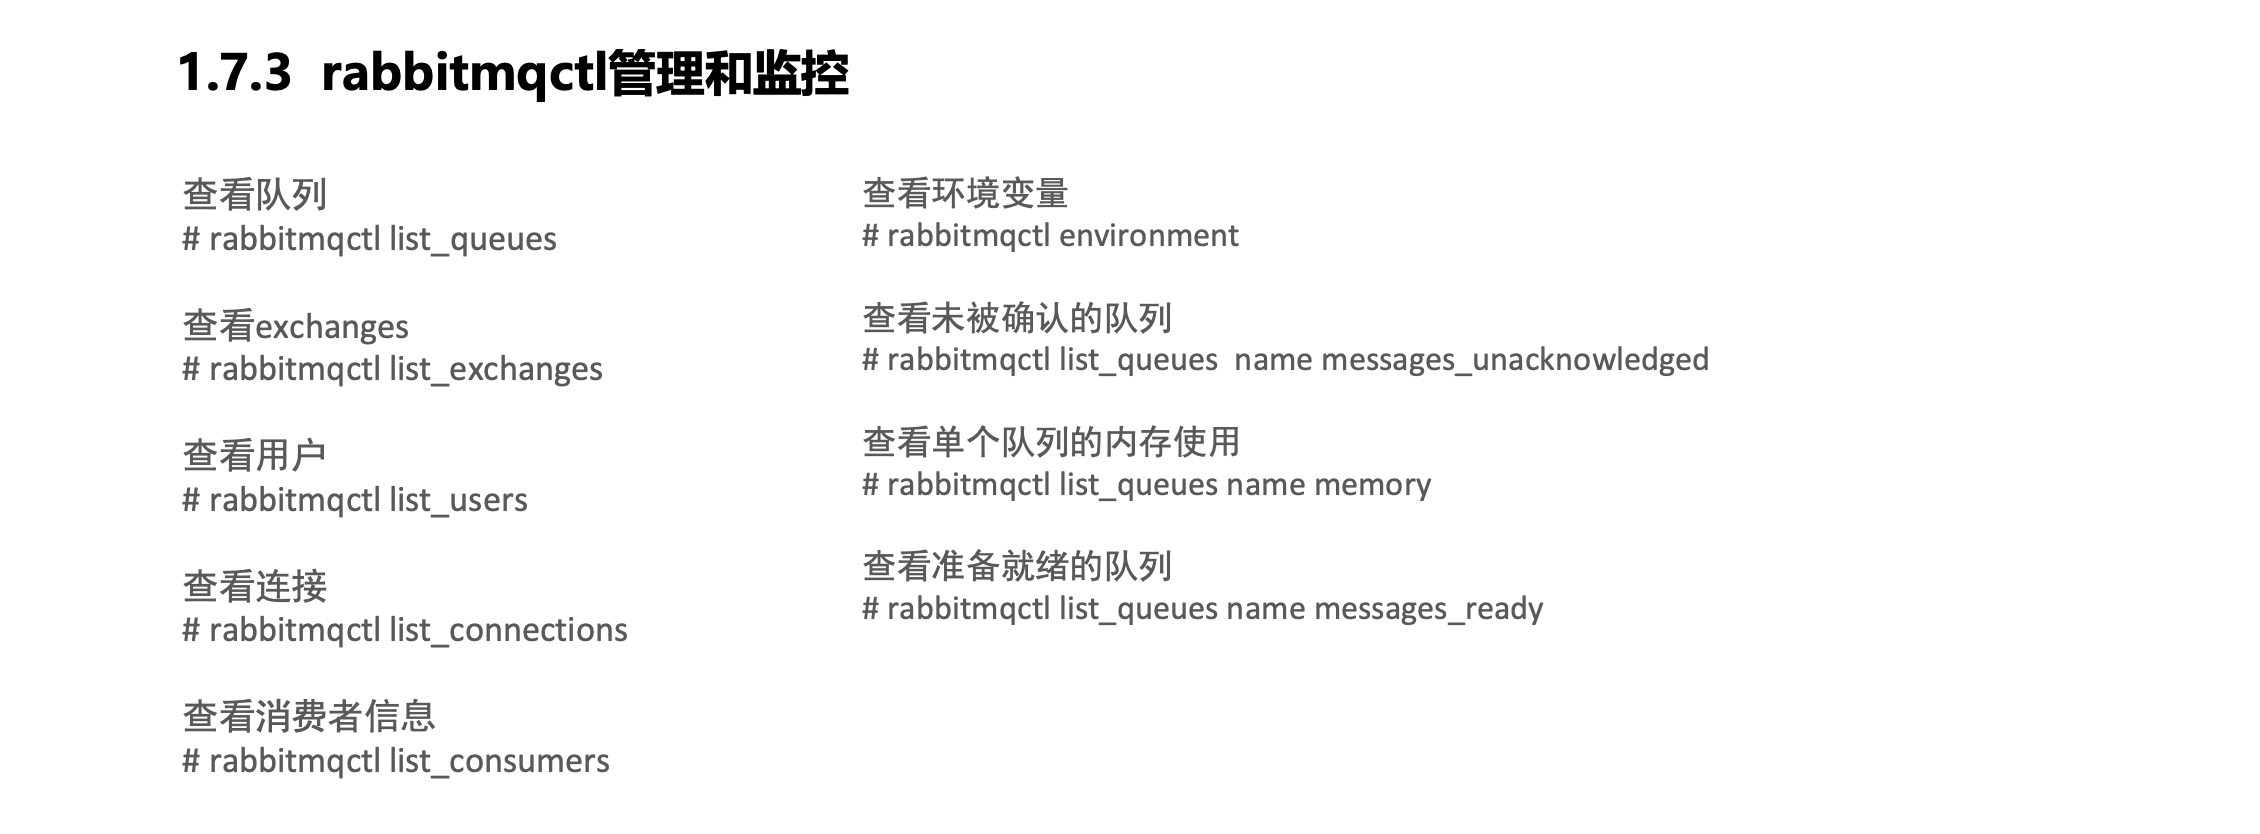 1.7.3 rabbitmqctl管理和监控
查看队列
# rabbitmqctl list_queues
查看exchanges
# rabbitmqctl list_exchanges
查看用户
# rabbitmqctl list_users
查看连接
# rabbitmqctl list_connections
查看消费者信息
# rabbitmqctl list_consumers
查看环境变量
# rabbitmqctl environment
查看未被确认的队列
# rabbitmqctl list_queues  name messages_unacknowledged
查看单个队列的内存使用
# rabbitmqctl list_queues name memory
查看准备就绪的队列
# rabbitmqctl list_queues name messages_ready